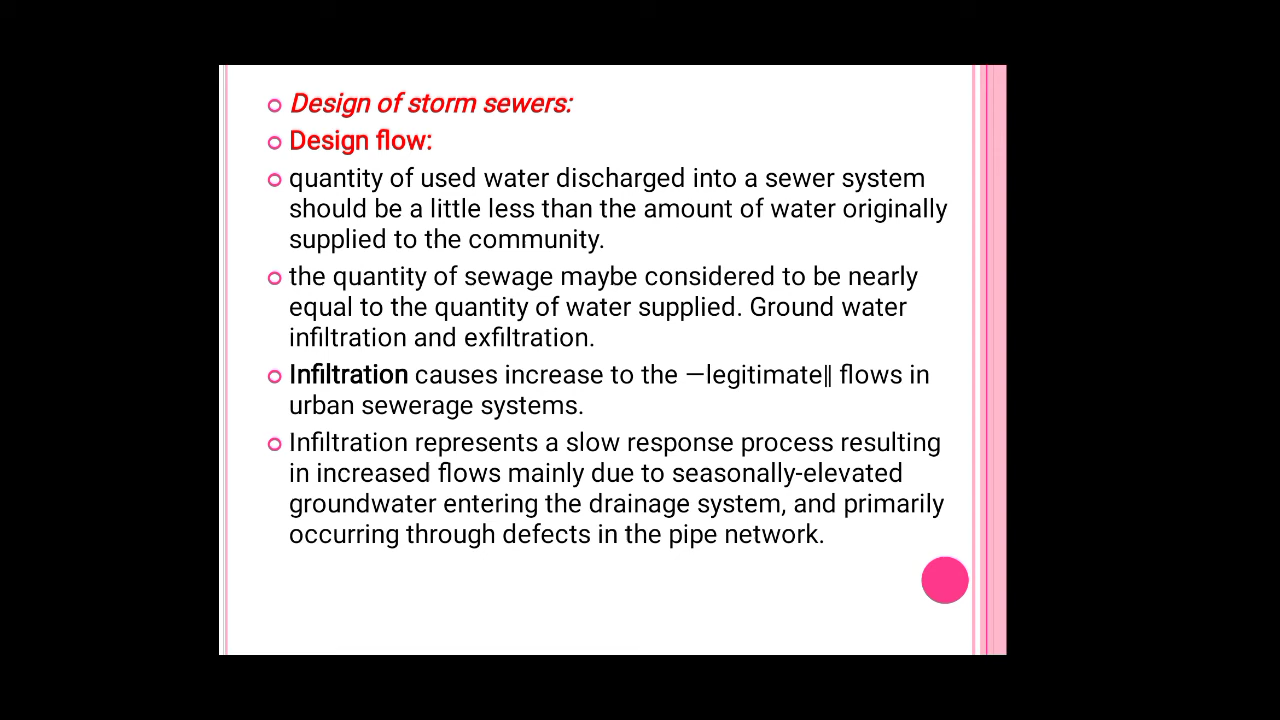 Design of storm sewers:
Design flow:
quantity of used water discharged into a sewer system
should be a little less than the amount of water originally
supplied to the community.
the quantity of sewage maybe considered to be nearly
equal to the quantity of water supplied. Ground water
infiltration and exfiltration.
Infiltration causes increase to the ―legitimate‖ flows in
urban sewerage systems.
Infiltration represents a slow response process resulting
in increased flows mainly due to seasonally-elevated
groundwater entering the drainage system, and primarily
occurring through defects in the pipe network.